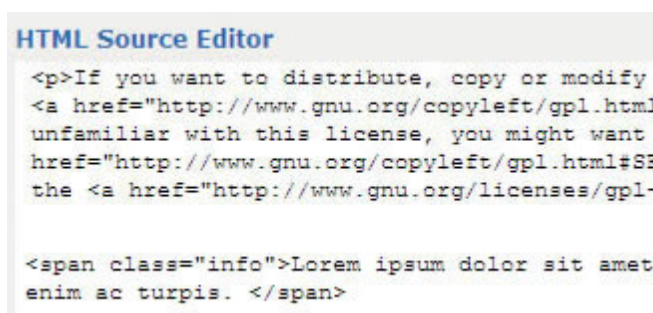 HTML Source Editor
<p>If you want to distribute, copy or modify
<a href="http://www.gnu.org/copyleft/gpl.html
unfamiliar with this license, you might want
href="http://www.gnu.org/copyleft/gpl.html#SE
the <a href="http://www.gnu.org/licenses/gpl-
<span class="info">Lorem ipsum dolor sit amet
enim ac turpis. </span>